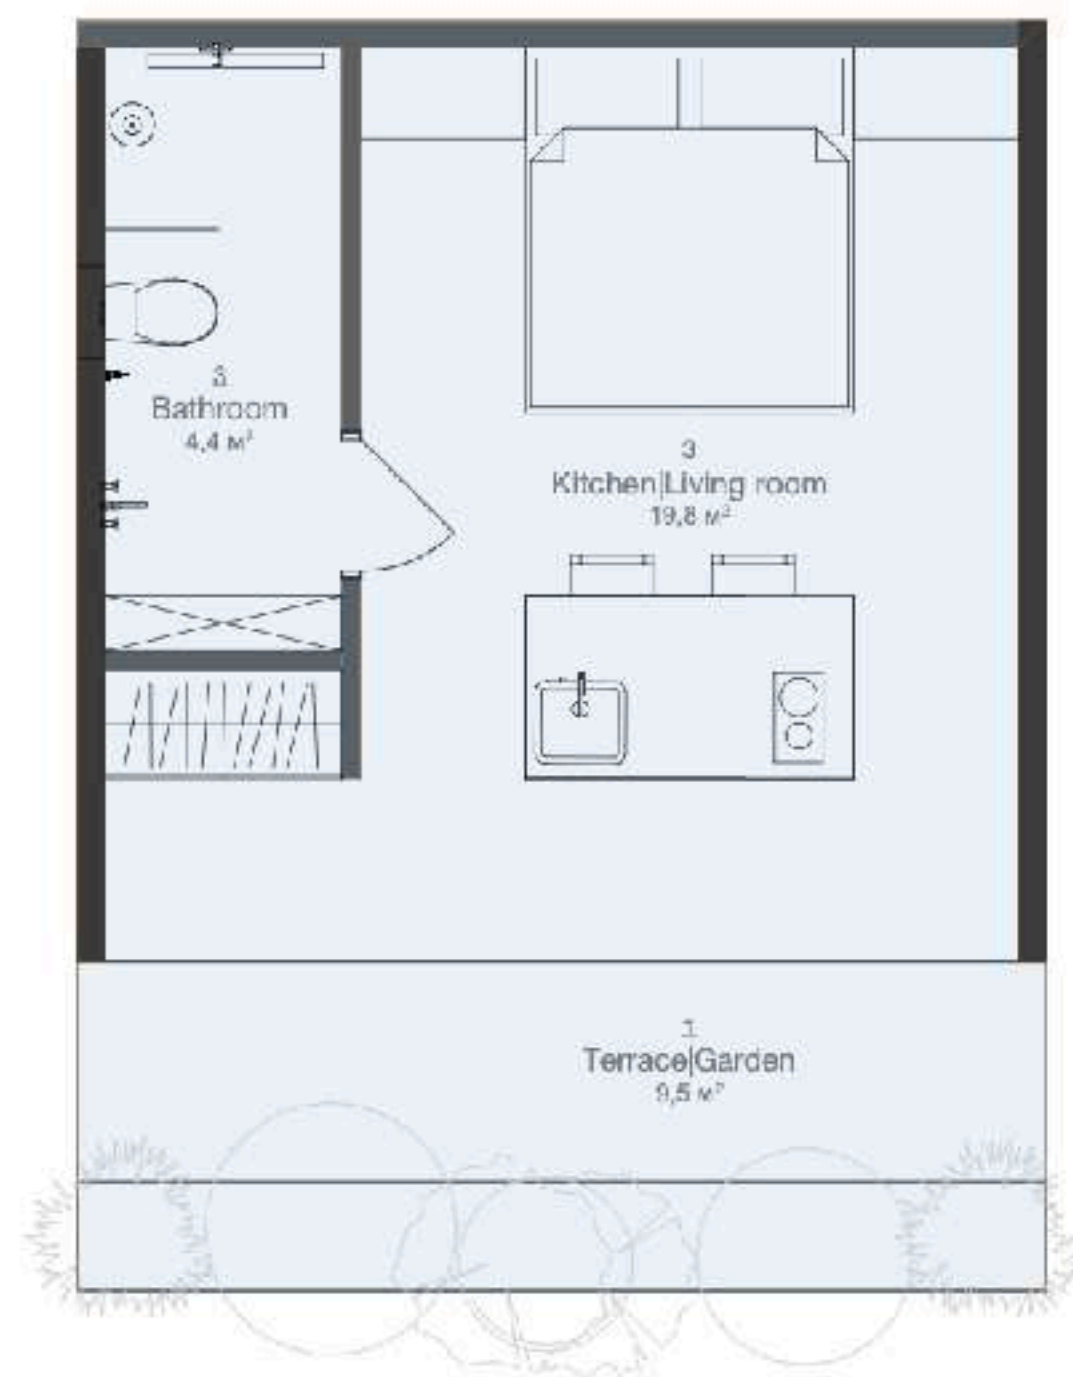 3
Bathroom
4,4 м²
3
Kitchen|Living room
19,8 м²
1
Terrace|Garden
9,5 м²